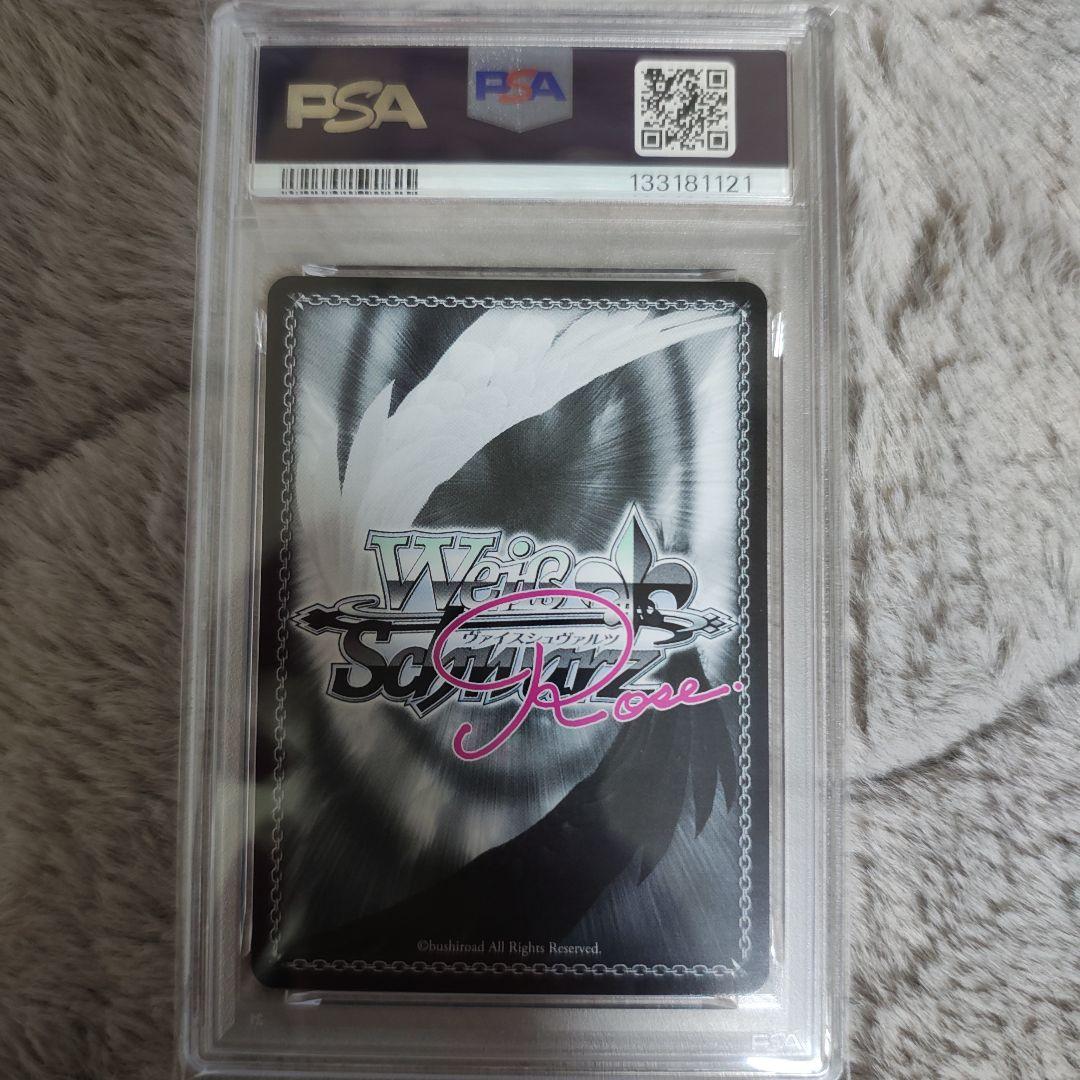 PSA
PSA
133181121
Weiß
ヴァイスシュヴァルツ
Schwarz
Rose.
©bushiroad All Rights Reserved.
PSA